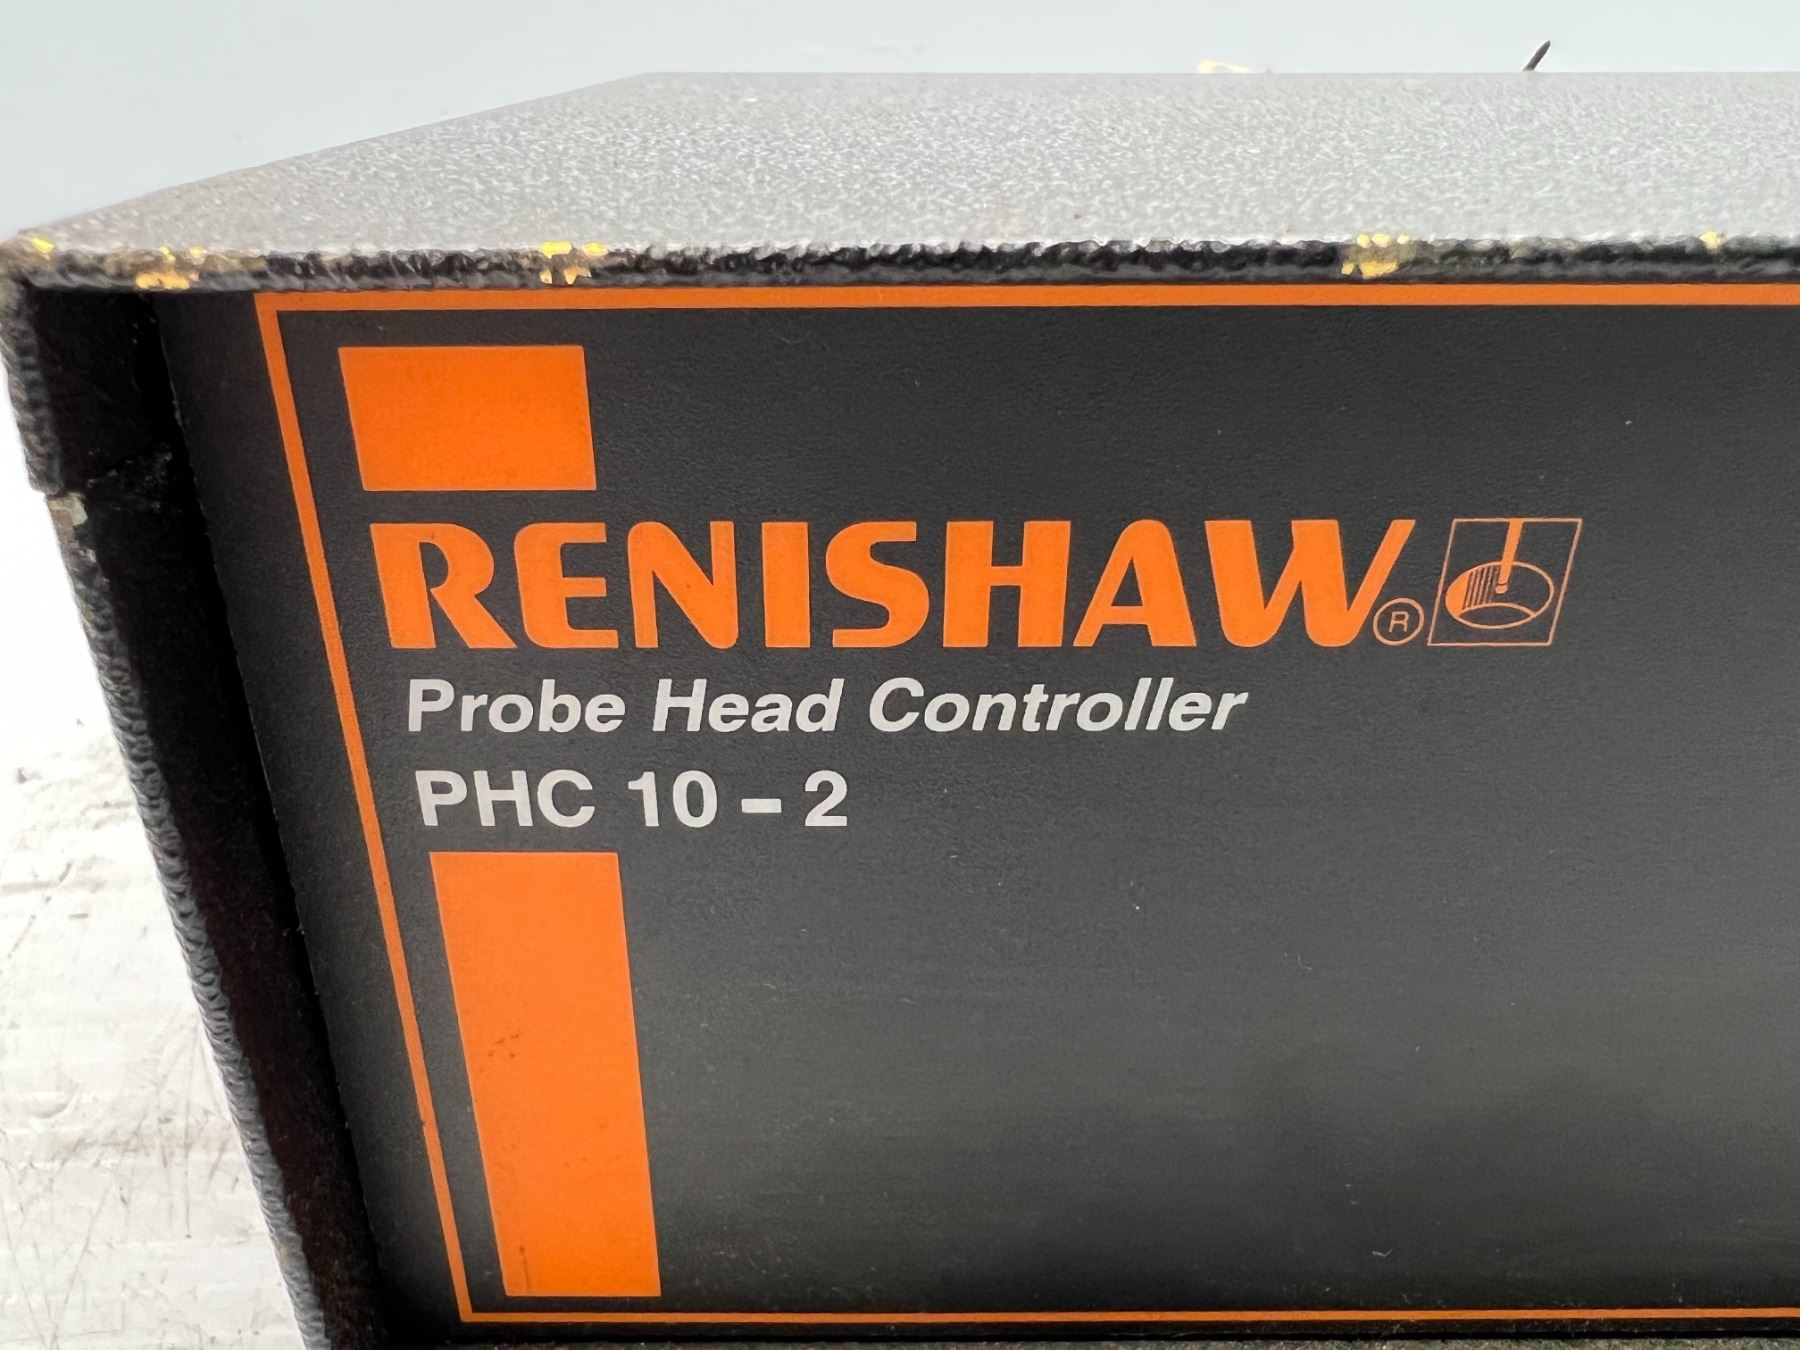 RENISHAW®
Probe Head Controller
PHC 10-2